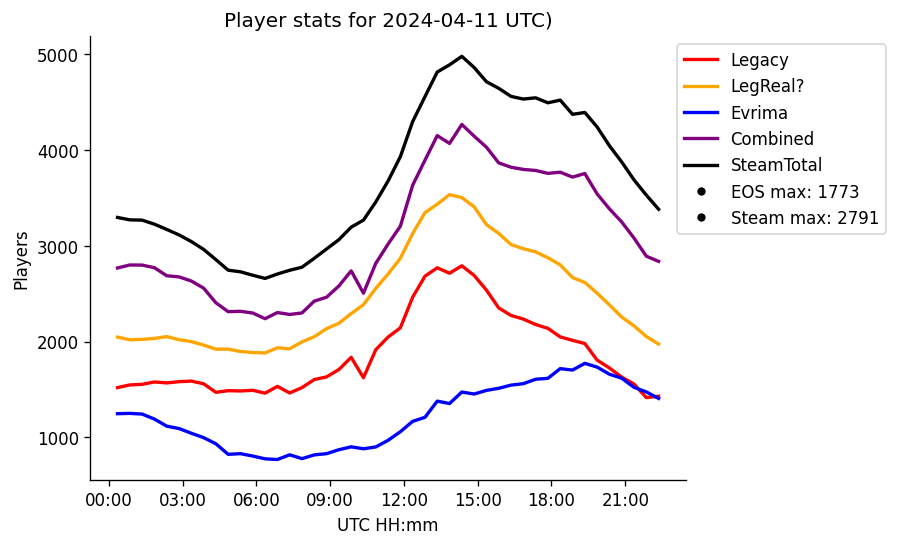 Player stats for 2024-04-11 UTC)
5000
4000
3000
2000
1000
Players
00:00 03:00 06:00 09:00 12:00 15:00 18:00 21:00
UTC HH:mm
Legacy
LegReal?
Evrima
Combined
SteamTotal
EOS max: 1773
Steam max: 2791